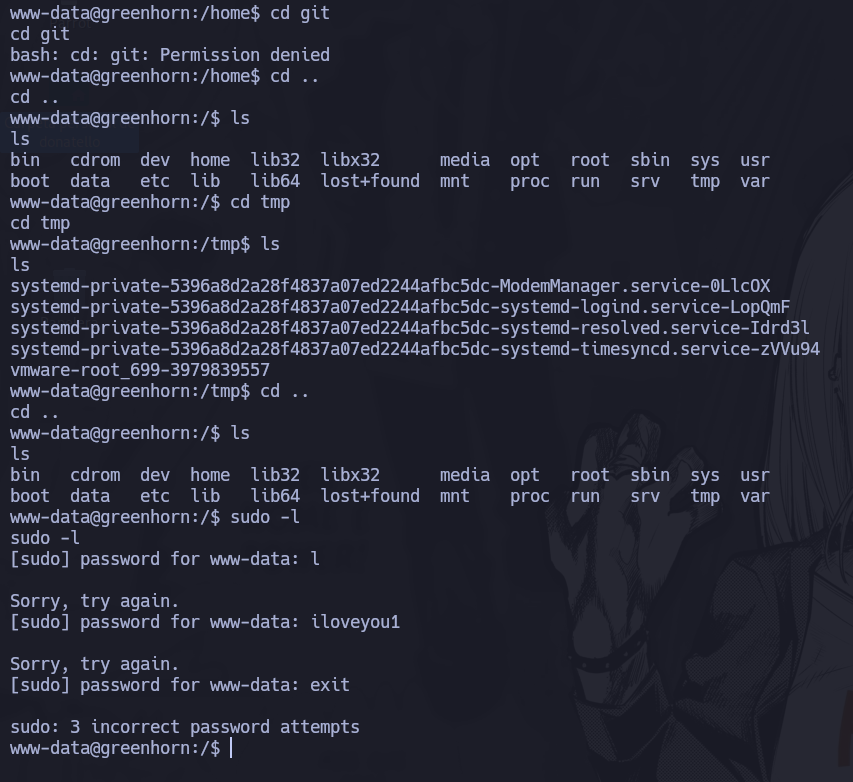 www-data@greenhorn:/home$ cd git
cd git
bash: cd: git: Permission denied
www-data@greenhorn:/home$ cd ..
cd ..
www-data@greenhorn:/$ ls
ls
bin   cdrom  dev  home  lib32  libx32      media  opt   root  sbin  sys  usr
boot  data   etc  lib   lib64  lost+found  mnt    proc  run   srv   tmp  var
www-data@greenhorn:/$ cd tmp
cd tmp
www-data@greenhorn:/tmp$ ls
ls
systemd-private-5396a8d2a28f4837a07ed2244afbc5dc-ModemManager.service-0LlcOX
systemd-private-5396a8d2a28f4837a07ed2244afbc5dc-systemd-logind.service-LopQmF
systemd-private-5396a8d2a28f4837a07ed2244afbc5dc-systemd-resolved.service-Idrd3l
systemd-private-5396a8d2a28f4837a07ed2244afbc5dc-systemd-timesyncd.service-zVVu94
vmware-root_699-3979839557
www-data@greenhorn:/tmp$ cd ..
cd ..
www-data@greenhorn:/$ ls
ls
bin   cdrom  dev  home  lib32  libx32      media  opt   root  sbin  sys  usr
boot  data   etc  lib   lib64  lost+found  mnt    proc  run   srv   tmp  var
www-data@greenhorn:/$ sudo -l
sudo -l
[sudo] password for www-data: l
Sorry, try again.
[sudo] password for www-data: iloveyou1
Sorry, try again.
[sudo] password for www-data: exit
sudo: 3 incorrect password attempts
www-data@greenhorn:/$